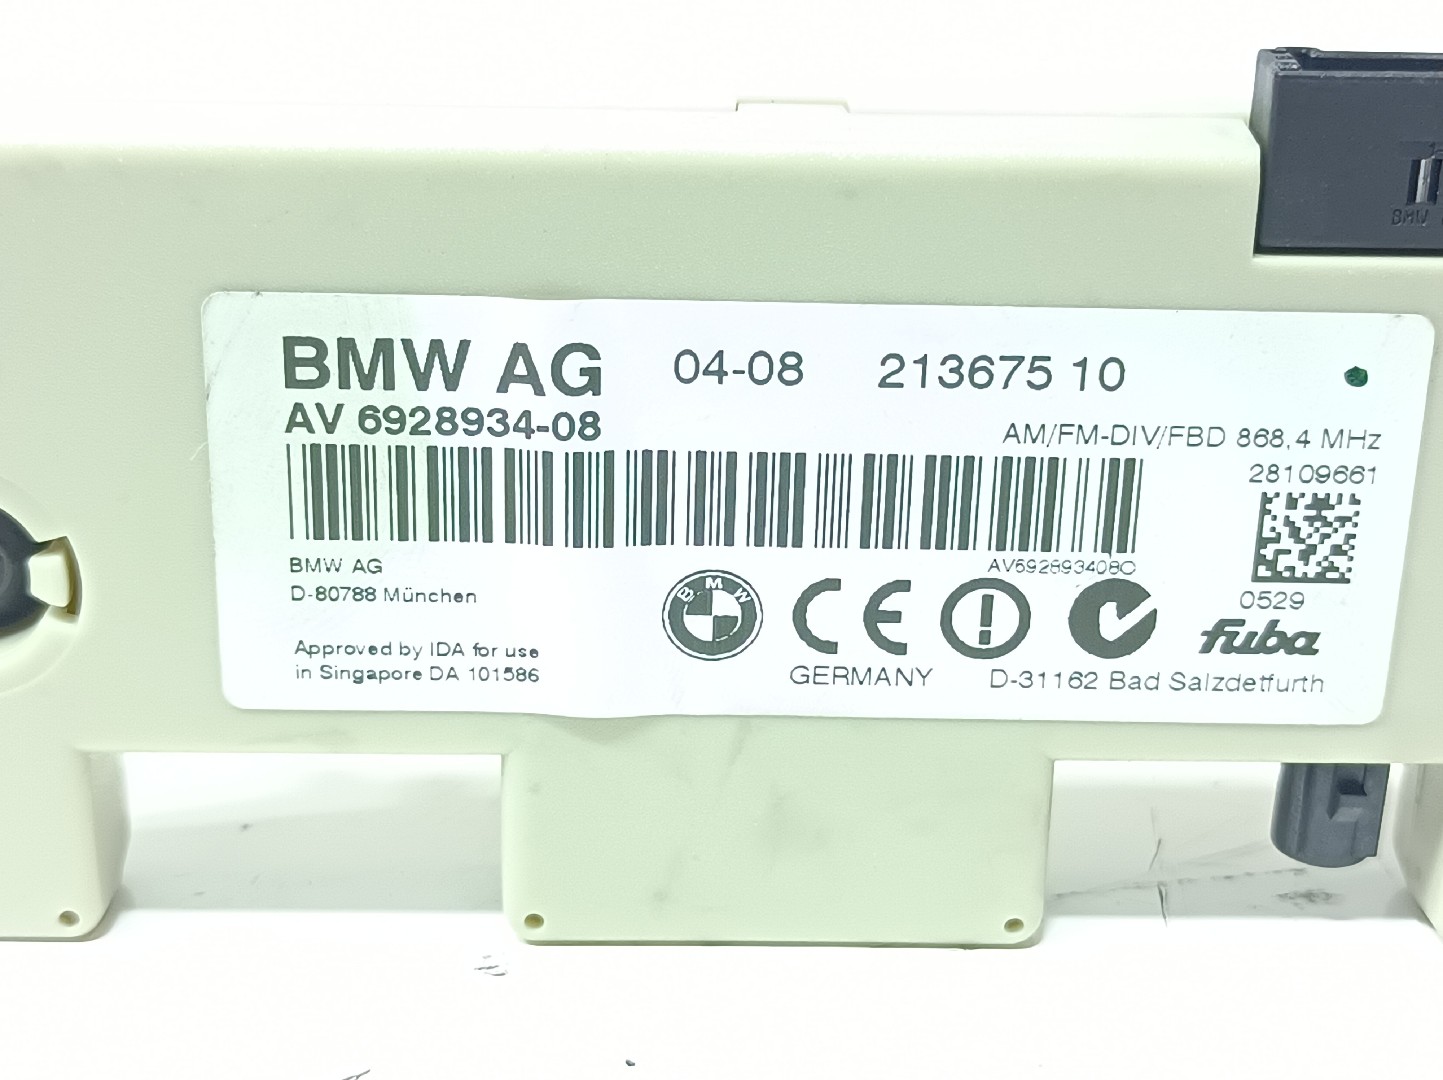 BMW
BMW AG 04-08 213675 10
AV 6928934-08
AM/FM-DIV/FBD 868,4 MHz
28109661
BMW AG
AV692893408C
D-80788 München
BMW
0529
fuba
Approved by IDA for use
in Singapore DA 101586
GERMANY
D-31162 Bad Salzdetfurth